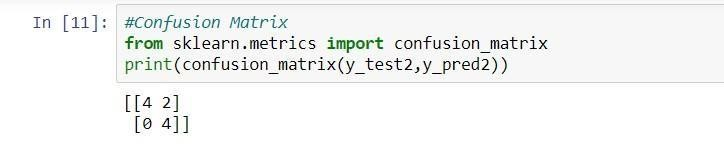 In [11]: #Confusion Matrix
from sklearn.metrics import confusion_matrix
print(confusion_matrix(y_test2,y_pred2))
[[4 2]
[0 4]]